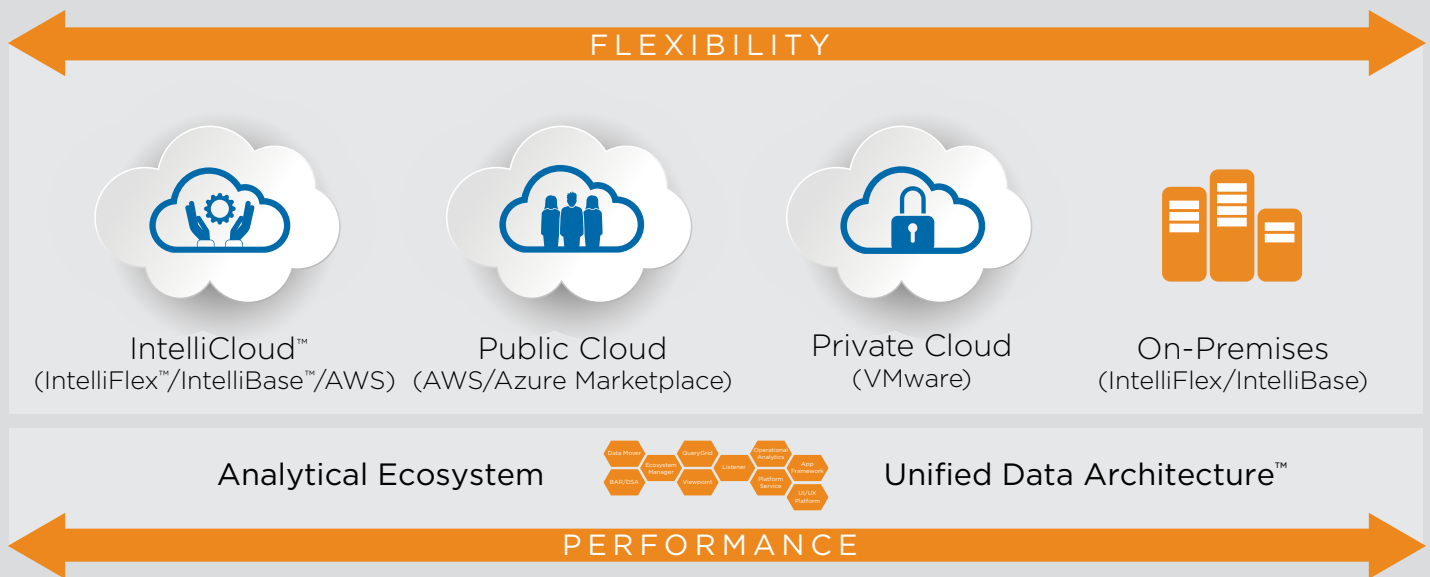 FLEXIBILITY
IntelliCloud™
(IntelliFlex™/IntelliBase™/AWS)
Public Cloud
(AWS/Azure Marketplace)
Private Cloud
(VMware)
On-Premises
(IntelliFlex/IntelliBase)
Analytical Ecosystem
Data Mover
BAR/DSA
Ecosystem
Manager
QueryGrid
Viewpoint
Listener
Operational
Analytics
Platform
Service
App
Framework
UI/UX
Platform
Unified Data Architecture™
PERFORMANCE